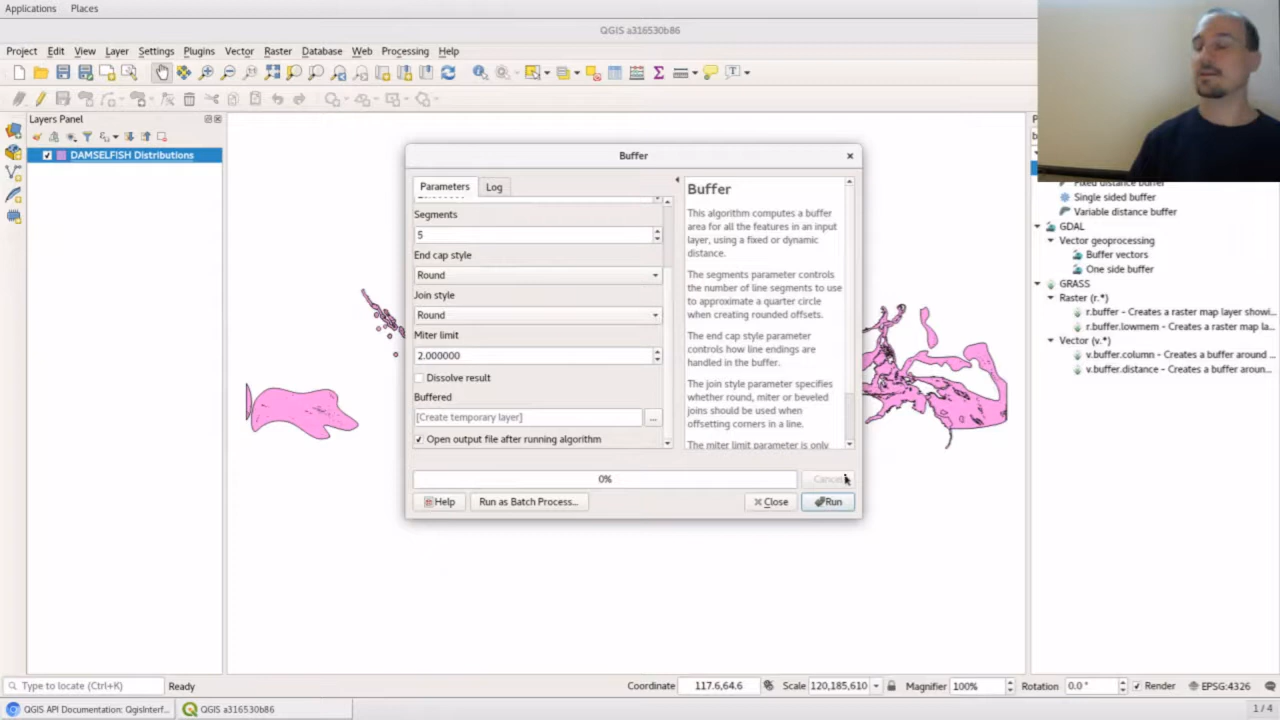 Applications Places
QGIS a316530b86
Project Edit View Layer Settings Plugins Vector Raster Database Web Processing Help
Layers Panel
DAMSELFISH Distributions
Buffer
Parameters Log
Segments
5
End cap style
Round
Join style
Round
Miter limit
2.000000
Dissolve result
Buffered
[Create temporary layer]
...
Open output file after running algorithm
Buffer
This algorithm computes a buffer
area for all the features in an input
layer, using a fixed or dynamic
distance.
The segments parameter controls
the number of line segments to use
to approximate a quarter circle
when creating rounded offsets.
The end cap style parameter
controls how line endings are
handled in the buffer.
The join style parameter specifies
whether round, miter or beveled
joins should be used when
offsetting corners in a line.
The miter limit parameter is only
0%
Cancel
Help Run as Batch Process... Close Run
Fixed distance buffer
Single sided buffer
Variable distance buffer
GDAL
Vector geoprocessing
Buffer vectors
One side buffer
GRASS
Raster (r.*)
r.buffer - Creates a raster map layer showi...
r.buffer.lowmem - Creates a raster map la...
Vector (v.*)
v.buffer.column - Creates a buffer around ...
v.buffer.distance - Creates a buffer aroun...
Type to locate (Ctrl+K) Ready Coordinate 117.6,64.6 Scale 120,185,610 Magnifier 100% Rotation 0.0 ° Render EPSG:4326
QGIS API Documentation: QgisInterf... QGIS a316530b86 1 / 4